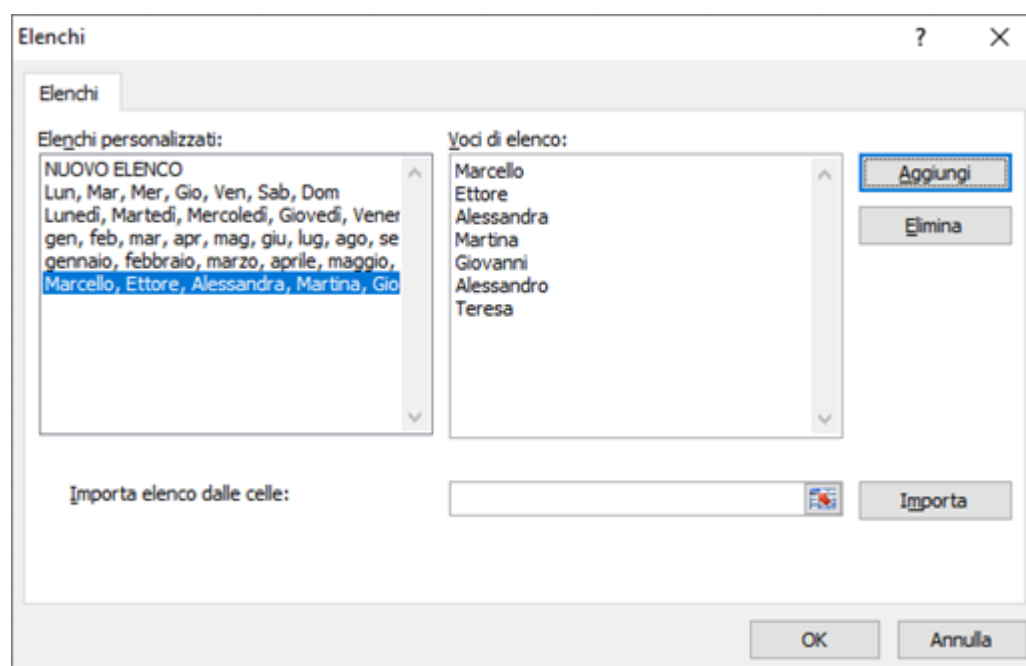 Elenchi
?
Elenchi
Elenchi personalizzati:
NUOVO ELENCO
Lun, Mar, Mer, Gio, Ven, Sab, Dom
Lunedì, Martedì, Mercoledì, Giovedì, Vener
gen, feb, mar, apr, mag, giu, lug, ago, se
gennaio, febbraio, marzo, aprile, maggio,
Marcello, Ettore, Alessandra, Martina, Gio
Voci di elenco:
Marcello
Ettore
Alessandra
Martina
Giovanni
Alessandro
Teresa
Aggiungi
Elimina
Importa elenco dalle celle:
Importa
OK
Annulla